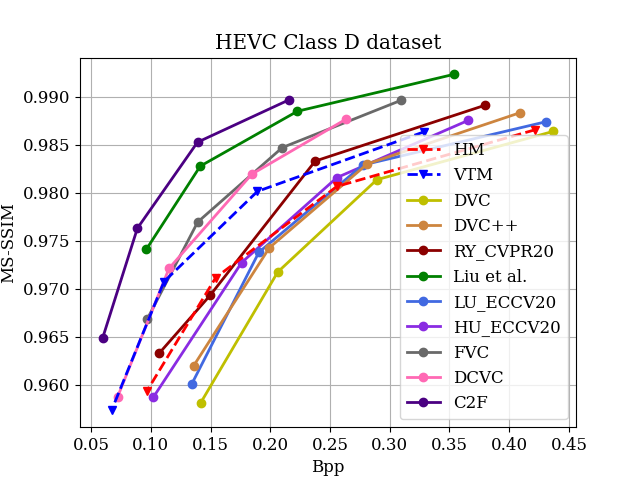 HEVC Class D dataset
MS-SSIM
0.990
0.985
0.980
0.975
0.970
0.965
0.960
HM
VTM
DVC
DVC++
RY_CVPR20
Liu et al.
LU_ECCV20
HU_ECCV20
FVC
DCVC
C2F
0.05 0.10 0.15 0.20 0.25 0.30 0.35 0.40 0.45
Bpp